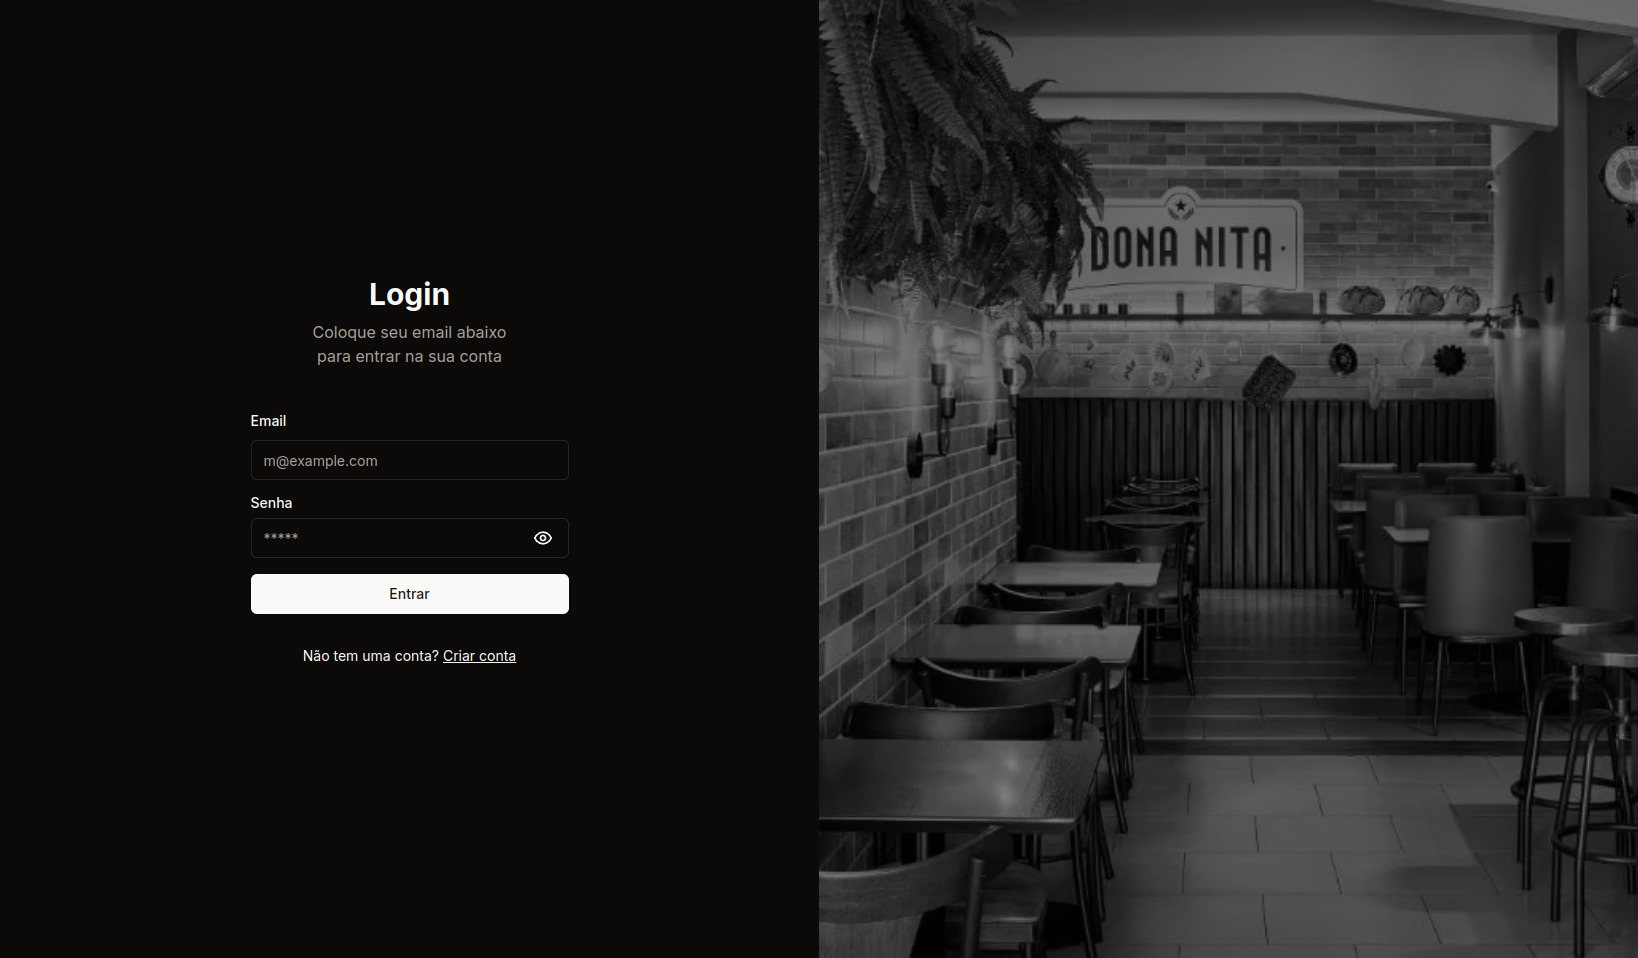 Login
Coloque seu email abaixo
para entrar na sua conta
Email
m@example.com
Senha
*****
Entrar
Não tem uma conta? Criar conta
DONA NITA
café